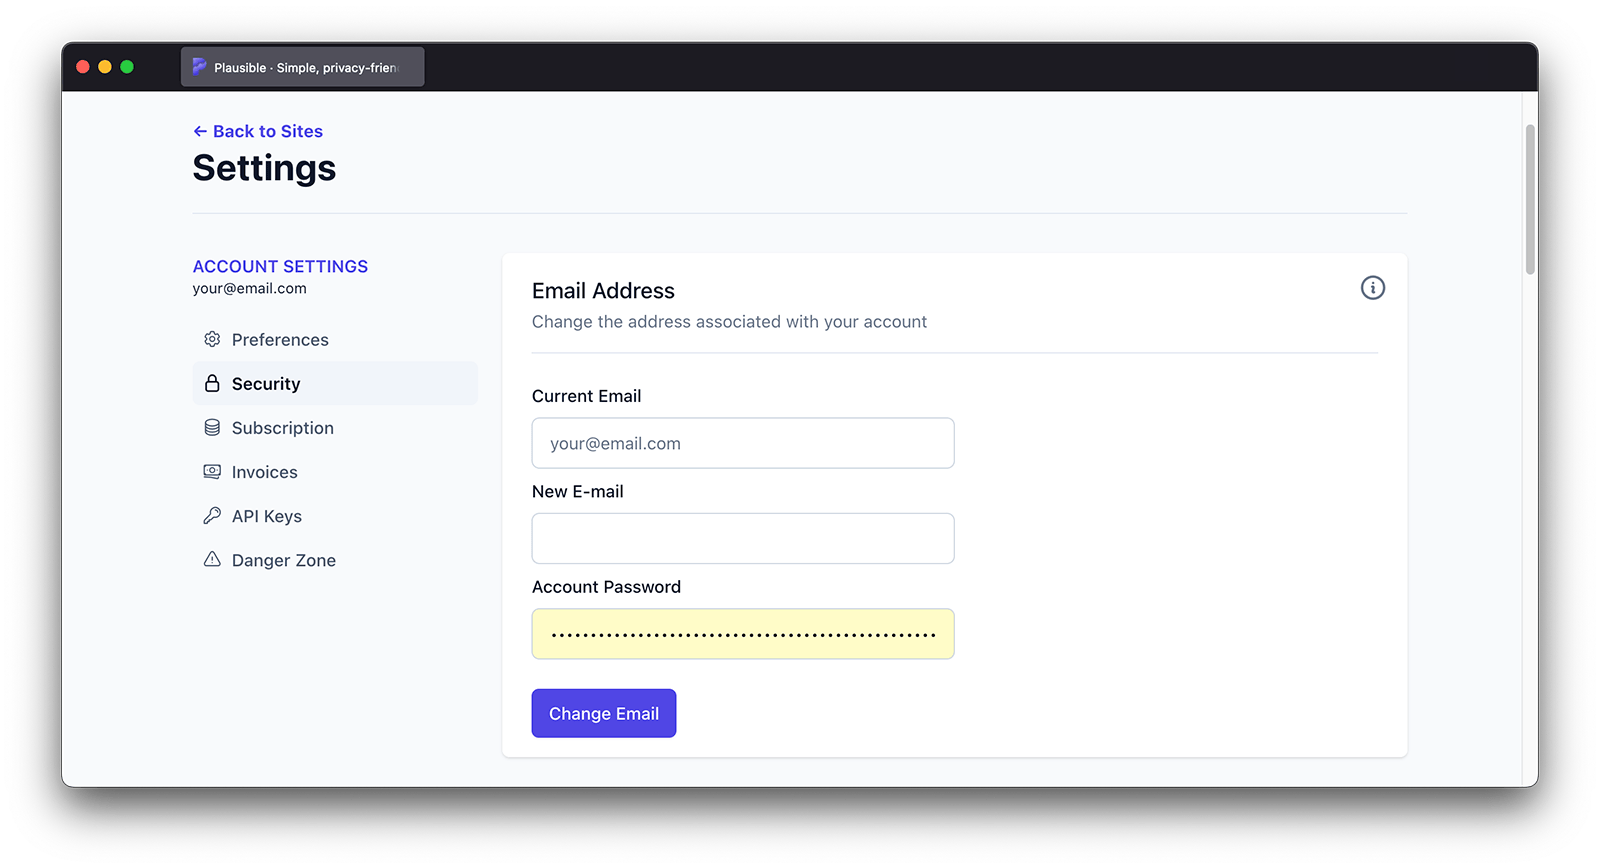 Plausible · Simple, privacy-frien
← Back to Sites
Settings
ACCOUNT SETTINGS
your@email.com
Preferences
Security
Subscription
Invoices
API Keys
Danger Zone
Email Address
Change the address associated with your account
Current Email
your@email.com
New E-mail
Account Password
Change Email